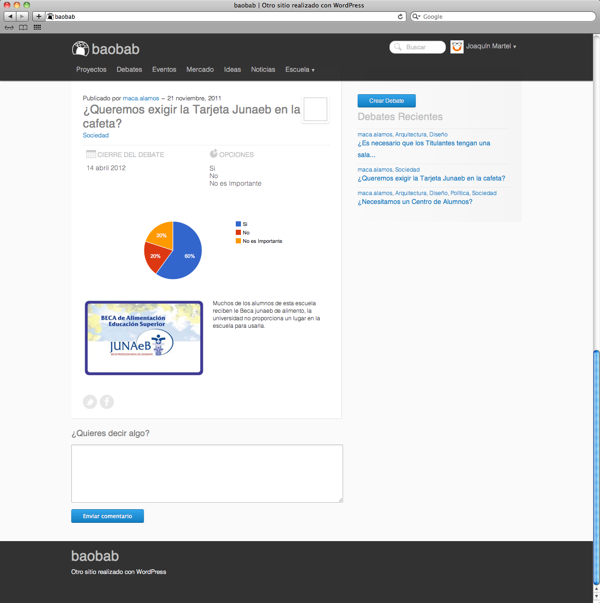 baobab | Otro sitio realizado con WordPress
baobab
Google
baobab
Buscar
Joaquín Martel
Proyectos Debates Eventos Mercado Ideas Noticias Escuela
Publicado por maca.alamos – 21 noviembre, 2011
¿Queremos exigir la Tarjeta Junaeb en la
cafeta?
Sociedad
CIERRE DEL DEBATE
14 abril 2012
OPCIONES
Si
No
No es Importante
20%
20%
60%
Si
No
No es Importante
BECA de Alimentación
Educación Superior
JUNAeB
Muchos de los alumnos de esta escuela
reciben le Beca junaeb de alimento, la
universidad no proporciona un lugar en la
escuela para usarla.
¿Quieres decir algo?
Enviar comentario
Crear Debate
Debates Recientes
maca.alamos, Arquitectura, Diseño
¿Es necesario que los Titulantes tengan una
sala...
maca.alamos, Sociedad
¿Queremos exigir la Tarjeta Junaeb en la cafeta?
maca.alamos, Arquitectura, Diseño, Política, Sociedad
¿Necesitamos un Centro de Alumnos?
baobab
Otro sitio realizado con WordPress